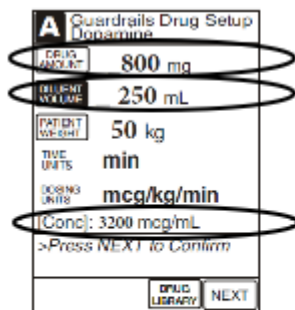 A Guardrails Drug Setup
Dopamine
DRUG AMOUNT 800 mg
DILUENT VOLUME 250 mL
PATIENT WEIGHT 50 kg
TIME UNITS min
DOSING UNITS mcg/kg/min
[Conc]: 3200 mcg/mL
>Press NEXT to Confirm
DRUG LIBRARY NEXT